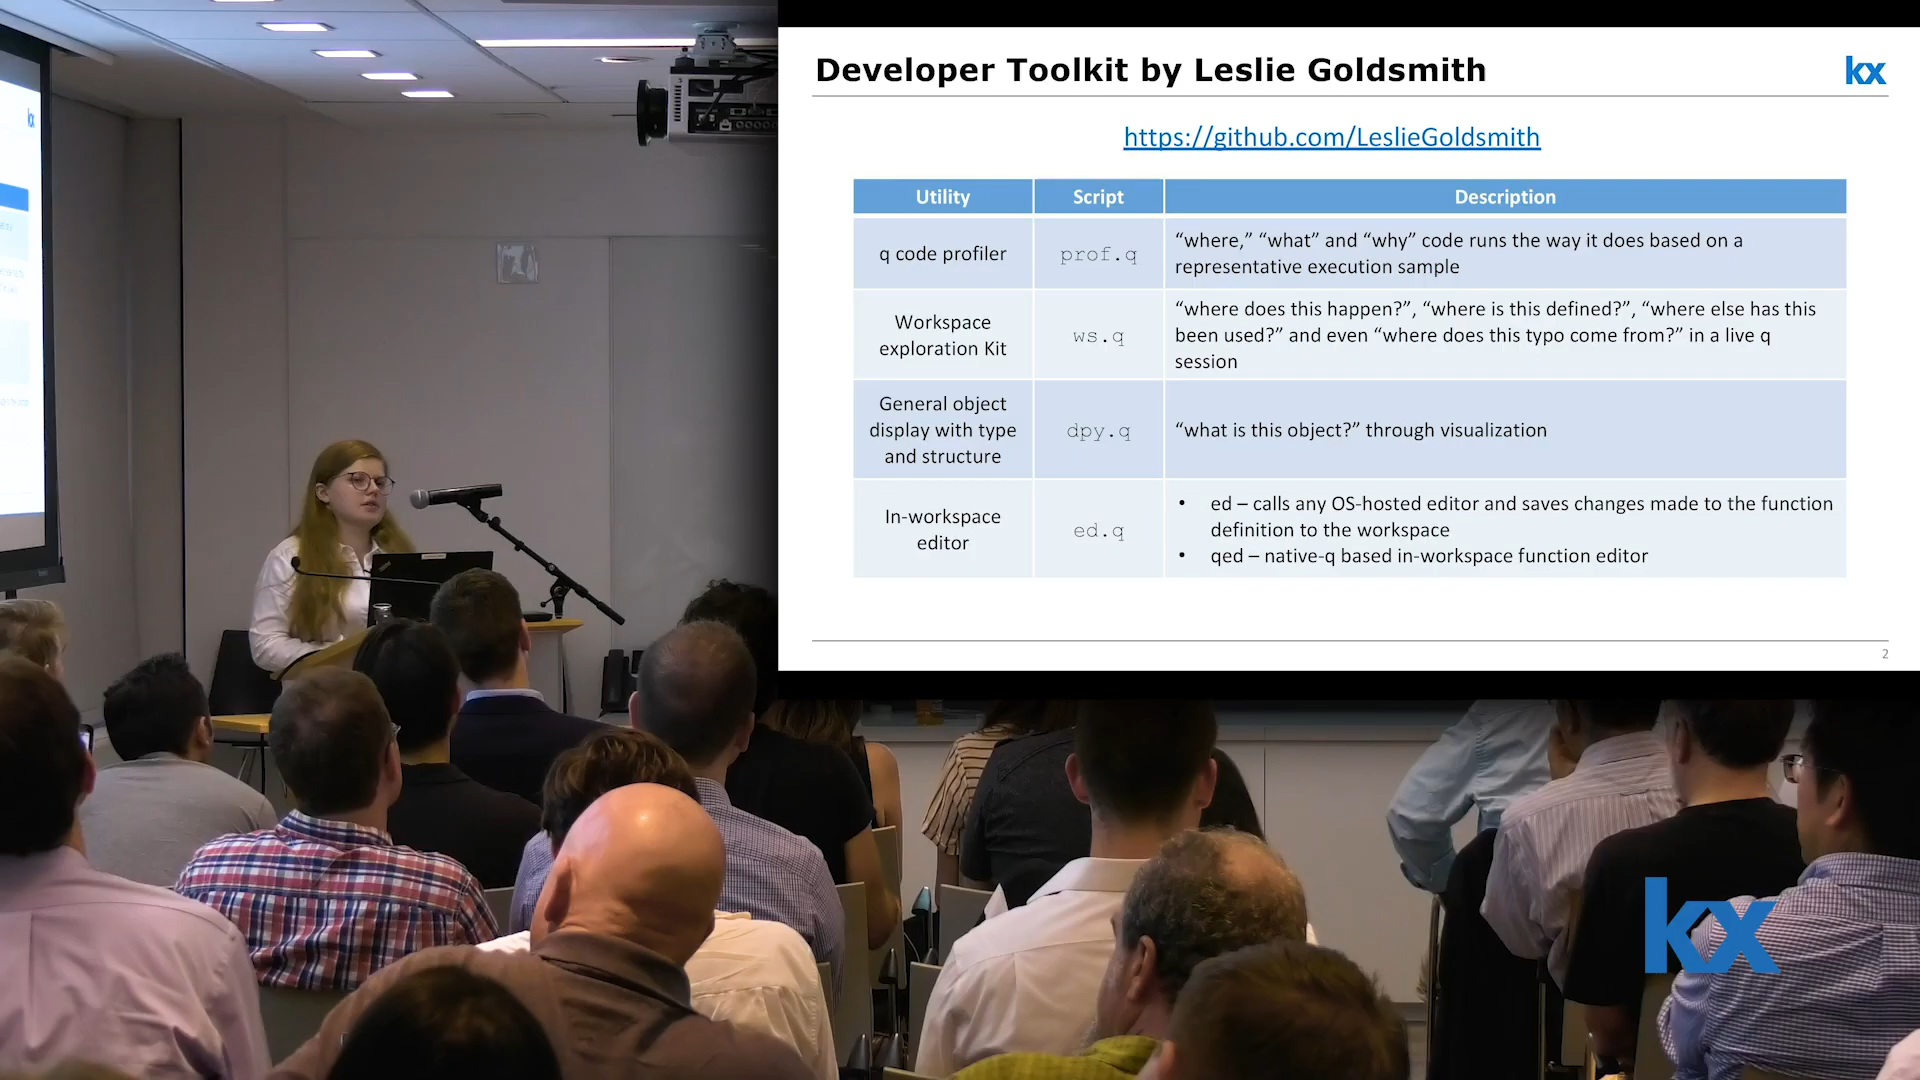 Developer Toolkit by Leslie Goldsmith
kx
https://github.com/LeslieGoldsmith
Utility
Script
Description
q code profiler
prof.q
“where,” “what” and “why” code runs the way it does based on a
representative execution sample
Workspace
exploration Kit
ws.q
“where does this happen?”, “where is this defined?”, “where else has this
been used?” and even “where does this typo come from?” in a live q
session
General object
display with type
and structure
dpy.q
“what is this object?” through visualization
In-workspace
editor
ed.q
• ed – calls any OS-hosted editor and saves changes made to the function
definition to the workspace
• qed – native-q based in-workspace function editor
2
kx